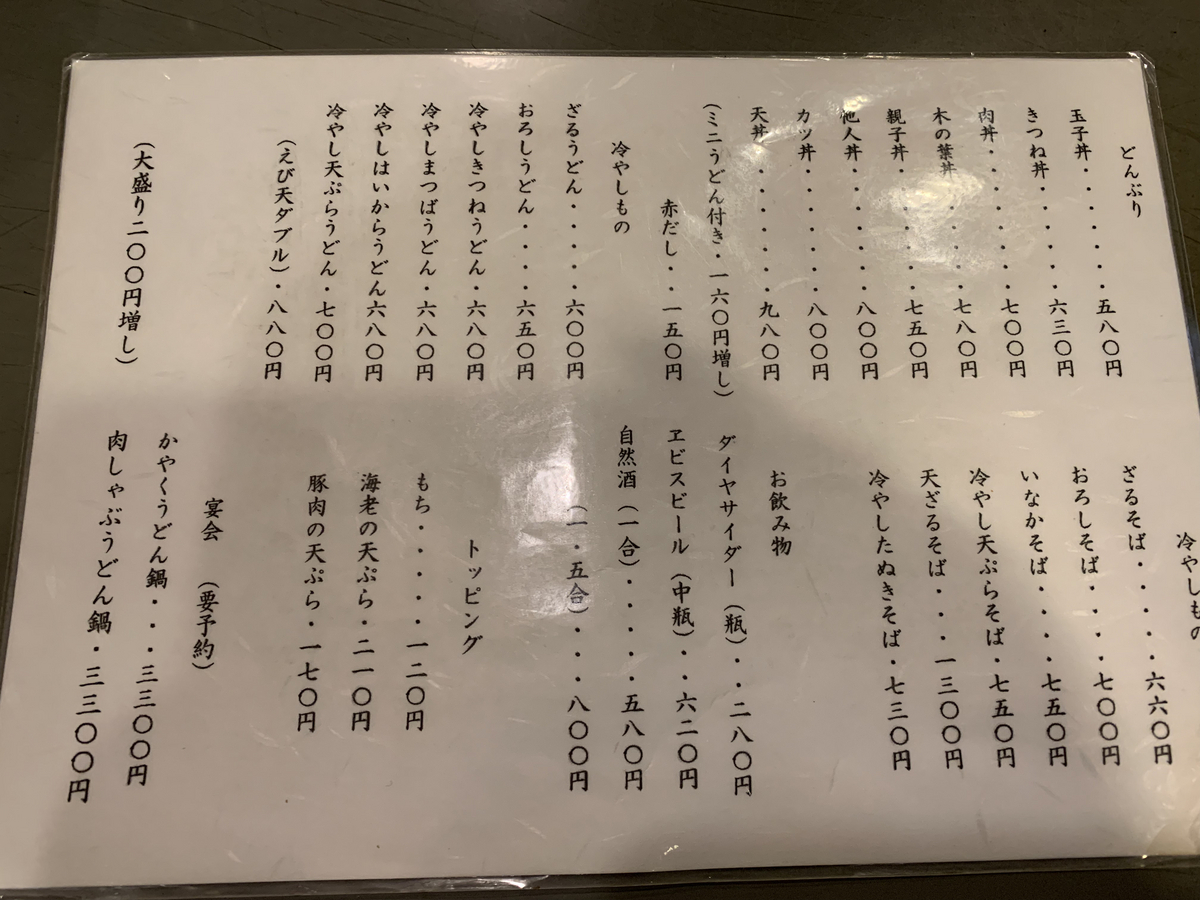 どんぶり
玉子丼・・・・・五八〇円
きつね丼・・・・六三〇円
肉丼・・・・・・七〇〇円
木の葉丼・・・・七八〇円
親子丼・・・・・七五〇円
他人丼・・・・・八〇〇円
カツ丼・・・・・八〇〇円
天丼・・・・・・九八〇円
（ミニうどん付き・一六〇円増し）
赤だし・・一五〇円
冷やしもの
ざるうどん・・・・六〇〇円
おろしうどん・・・六五〇円
冷やしきつねうどん・六八〇円
冷やしまつばうどん・六八〇円
冷やしはいからうどん六八〇円
冷やし天ぷらうどん・七〇〇円
（えび天ダブル）・八八〇円
（大盛り二〇〇円増し）
冷やしもの
ざるそば・・・・・六六〇円
おろしそば・・・・七〇〇円
いなかそば・・・・七五〇円
冷やし天ぷらそば・七五〇円
天ざるそば・・・一三〇〇円
冷やしたぬきそば・七三〇円
お飲み物
ダイヤサイダー（瓶）・・二八〇円
ヱビスビール（中瓶）・・六二〇円
自然酒（一合）・・・・五八〇円
（一・五合）・・・八〇〇円
トッピング
もち・・・・・一二〇円
海老の天ぷら・二一〇円
豚肉の天ぷら・一七〇円
宴会　（要予約）
かやくうどん鍋・・・三三〇〇円
肉しゃぶうどん鍋・三三〇〇円